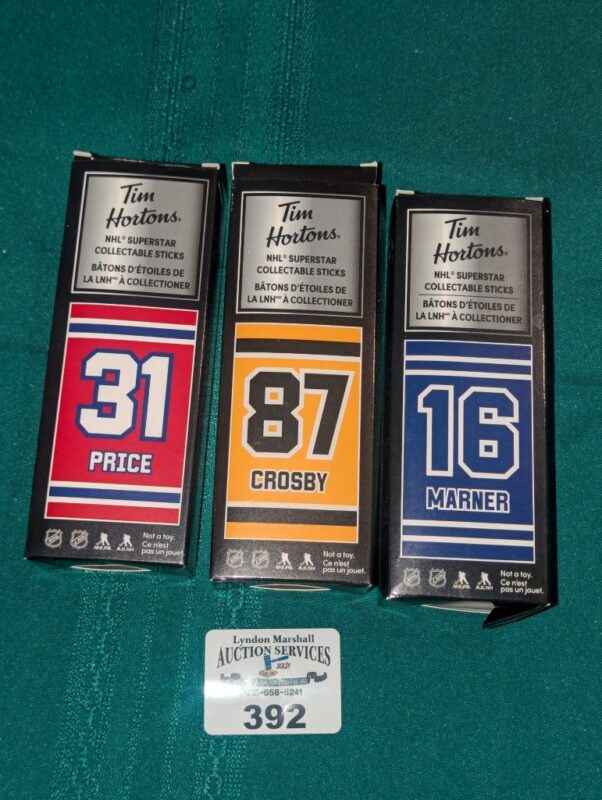 Tim
Hortons®
NHL® SUPERSTAR
COLLECTABLE STICKS
BÂTONS D'ÉTOILES DE
LA LNHᴹᶜ À COLLECTIONER
31
PRICE
Not a toy.
Ce n'est
pas un jouet.
Tim
Hortons®
NHL® SUPERSTAR
COLLECTABLE STICKS
BÂTONS D'ÉTOILES DE
LA LNHᴹᶜ À COLLECTIONER
87
CROSBY
Not a toy.
Ce n'est
pas un jouet.
Tim
Hortons®
NHL® SUPERSTAR
COLLECTABLE STICKS
BÂTONS D'ÉTOILES DE
LA LNHᴹᶜ À COLLECTIONER
16
MARNER
Not a toy.
Ce n'est
pas un jouet.
Lyndon Marshall
AUCTION SERVICES
392